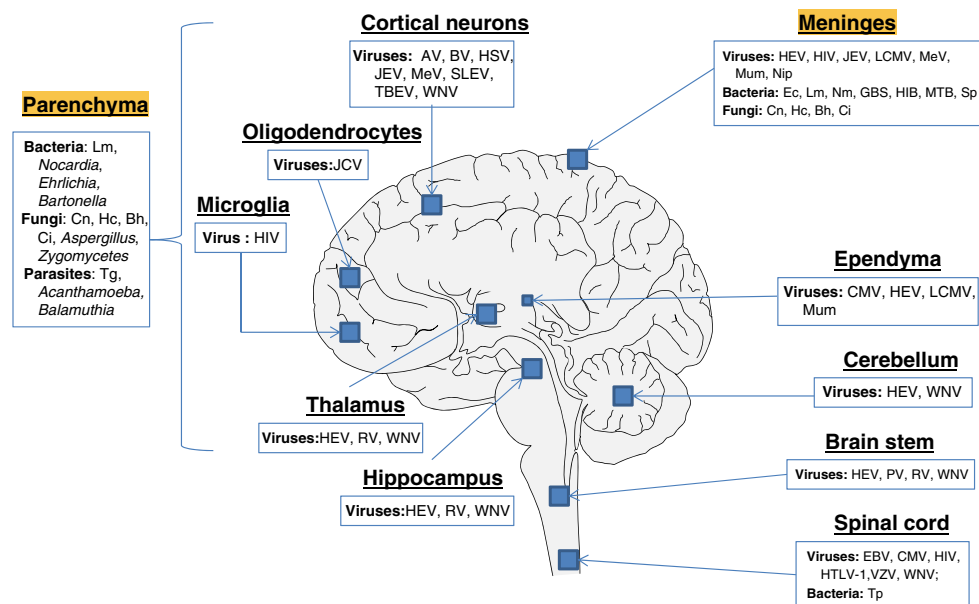 Cortical neurons
Viruses: AV, BV, HSV,
JEV, MeV, SLEV,
TBEV, WNV
Meninges
Viruses: HEV, HIV, JEV, LCMV, MeV,
Mum, Nip
Bacteria: Ec, Lm, Nm, GBS, HIB, MTB, Sp
Fungi: Cn, Hc, Bh, Ci
Parenchyma
Bacteria: Lm,
Nocardia,
Ehrlichia,
Bartonella
Fungi: Cn, Hc, Bh,
Ci, Aspergillus,
Zygomycetes
Parasites: Tg,
Acanthamoeba,
Balamuthia
Oligodendrocytes
Viruses:JCV
Microglia
Virus : HIV
Ependyma
Viruses: CMV, HEV, LCMV,
Mum
Cerebellum
Viruses: HEV, WNV
Thalamus
Viruses:HEV, RV, WNV
Hippocampus
Viruses:HEV, RV, WNV
Brain stem
Viruses: HEV, PV, RV, WNV
Spinal cord
Viruses: EBV, CMV, HIV,
HTLV-1,VZV, WNV;
Bacteria: Tp